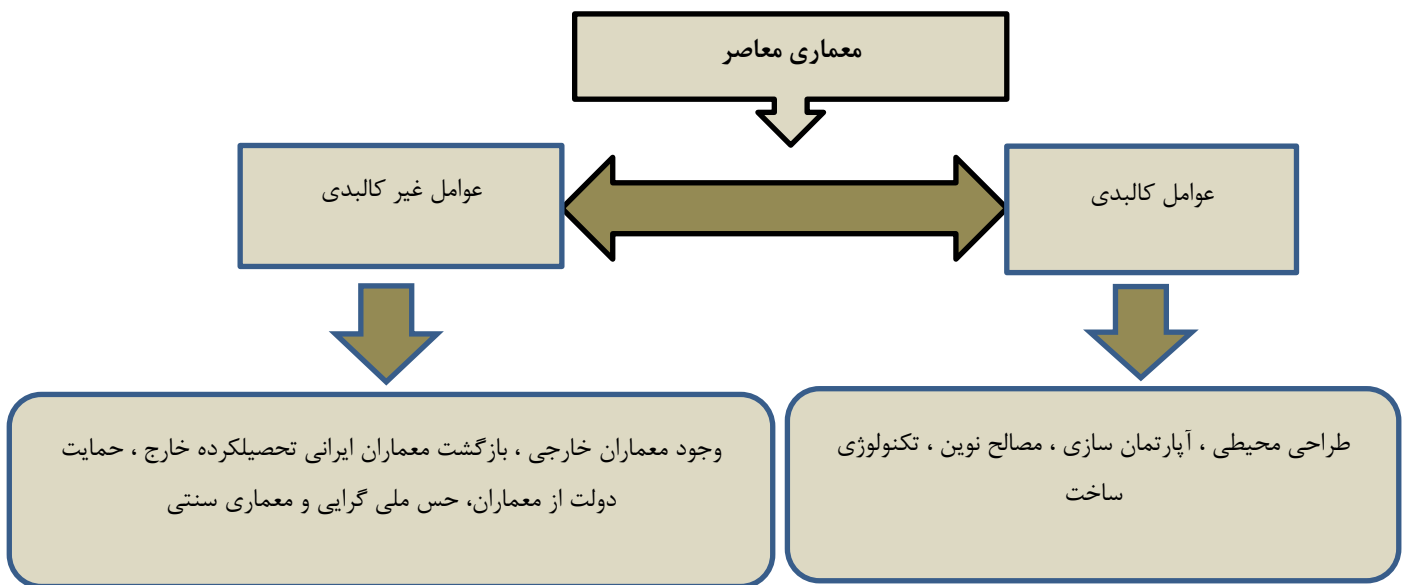 معماری معاصر
عوامل کالبدی
عوامل غیر کالبدی
طراحی محیطی ، آپارتمان سازی ، مصالح نوین ، تکنولوژی
ساخت
وجود معماران خارجی ، بازگشت معماران ایرانی تحصیلکرده خارج ، حمایت
دولت از معماران، حس ملی گرایی و معماری سنتی